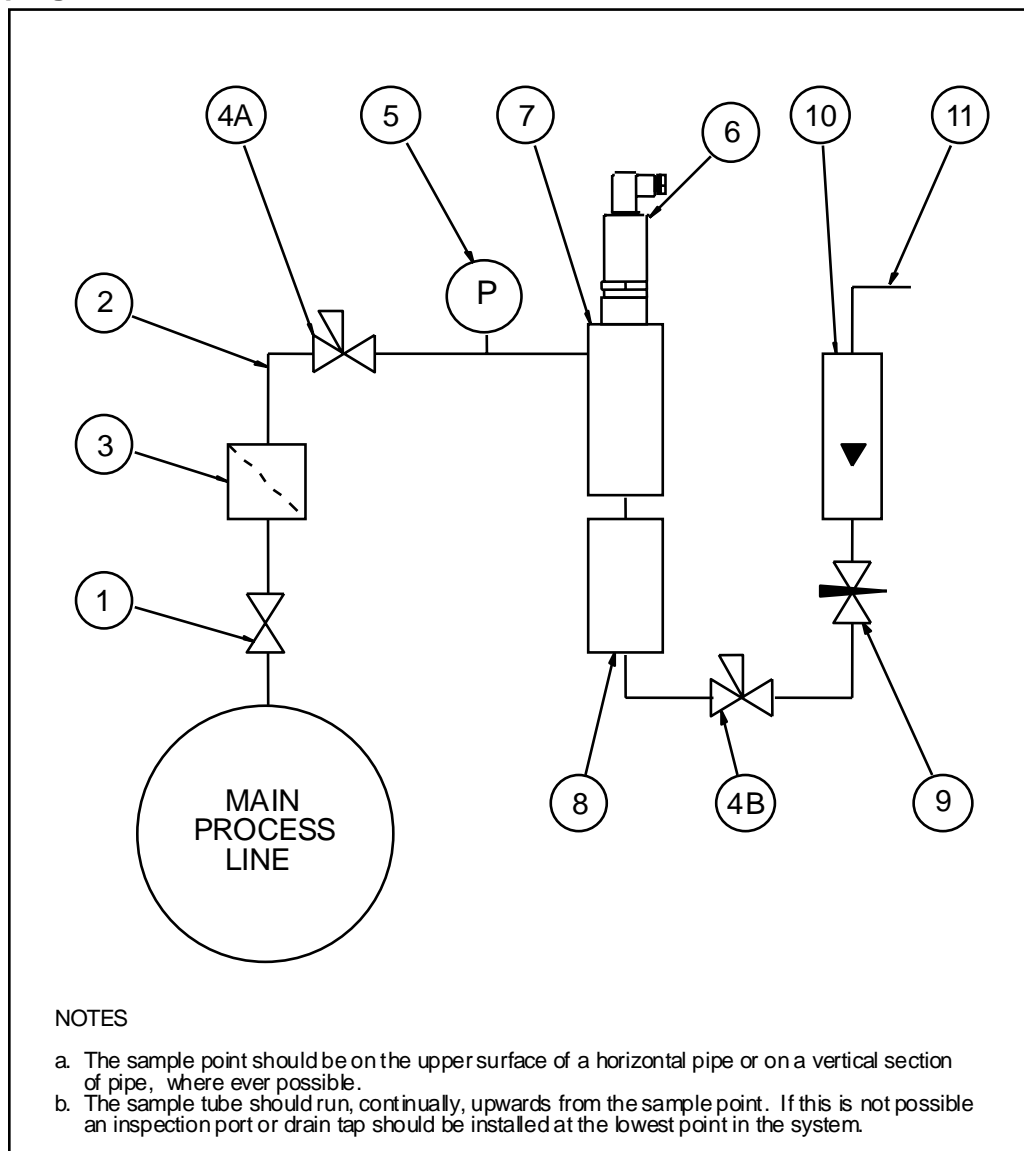 4A
5
7
6
10
11
P
2
3
1
MAIN
PROCESS
LINE
8
4B
9
NOTES
a. The sample point should be on the upper surface of a horizontal pipe or on a vertical section
of pipe, where ever possible.
b. The sample tube should run, continually, upwards from the sample point. If this is not possible
an inspection port or drain tap should be installed at the lowest point in the system.